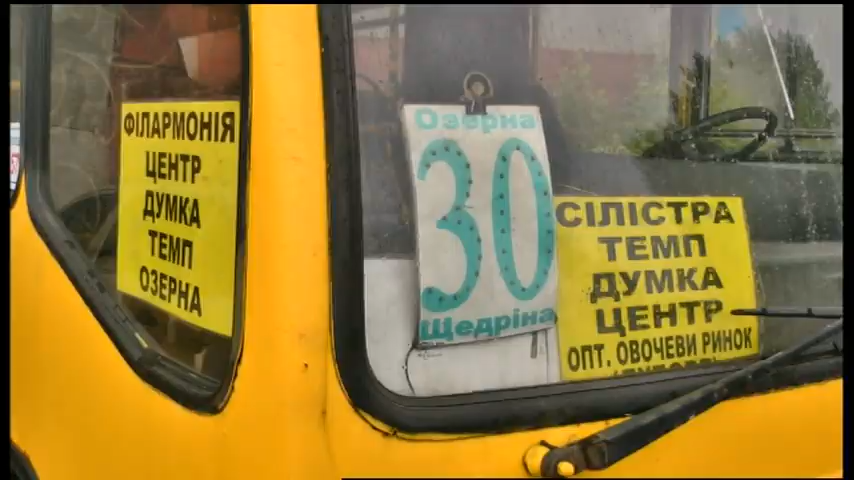 ФІЛАРМОНІЯ
ЦЕНТР
ДУМКА
ТЕМП
ОЗЕРНА
Озерна
30
Щедріна
СІЛІСТРА
ТЕМП
ДУМКА
ЦЕНТР
ОПТ. ОВОЧЕВИ РИНОК